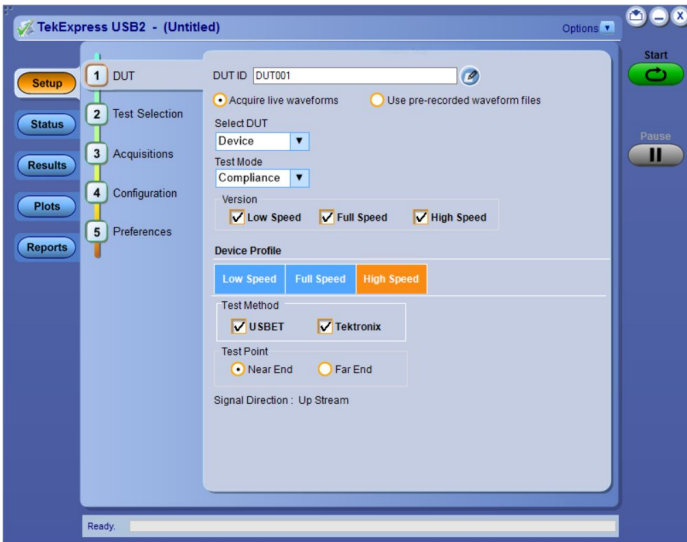 TekExpress USB2 - (Untitled)
Options
Start
Pause
Setup
Status
Results
Plots
Reports
1 DUT
2 Test Selection
3 Acquisitions
4 Configuration
5 Preferences
DUT ID DUT001
Acquire live waveforms Use pre-recorded waveform files
Select DUT
Device
Test Mode
Compliance
Version
Low Speed Full Speed High Speed
Device Profile
Low Speed Full Speed High Speed
Test Method
USBET Tektronix
Test Point
Near End Far End
Signal Direction : Up Stream
Ready.